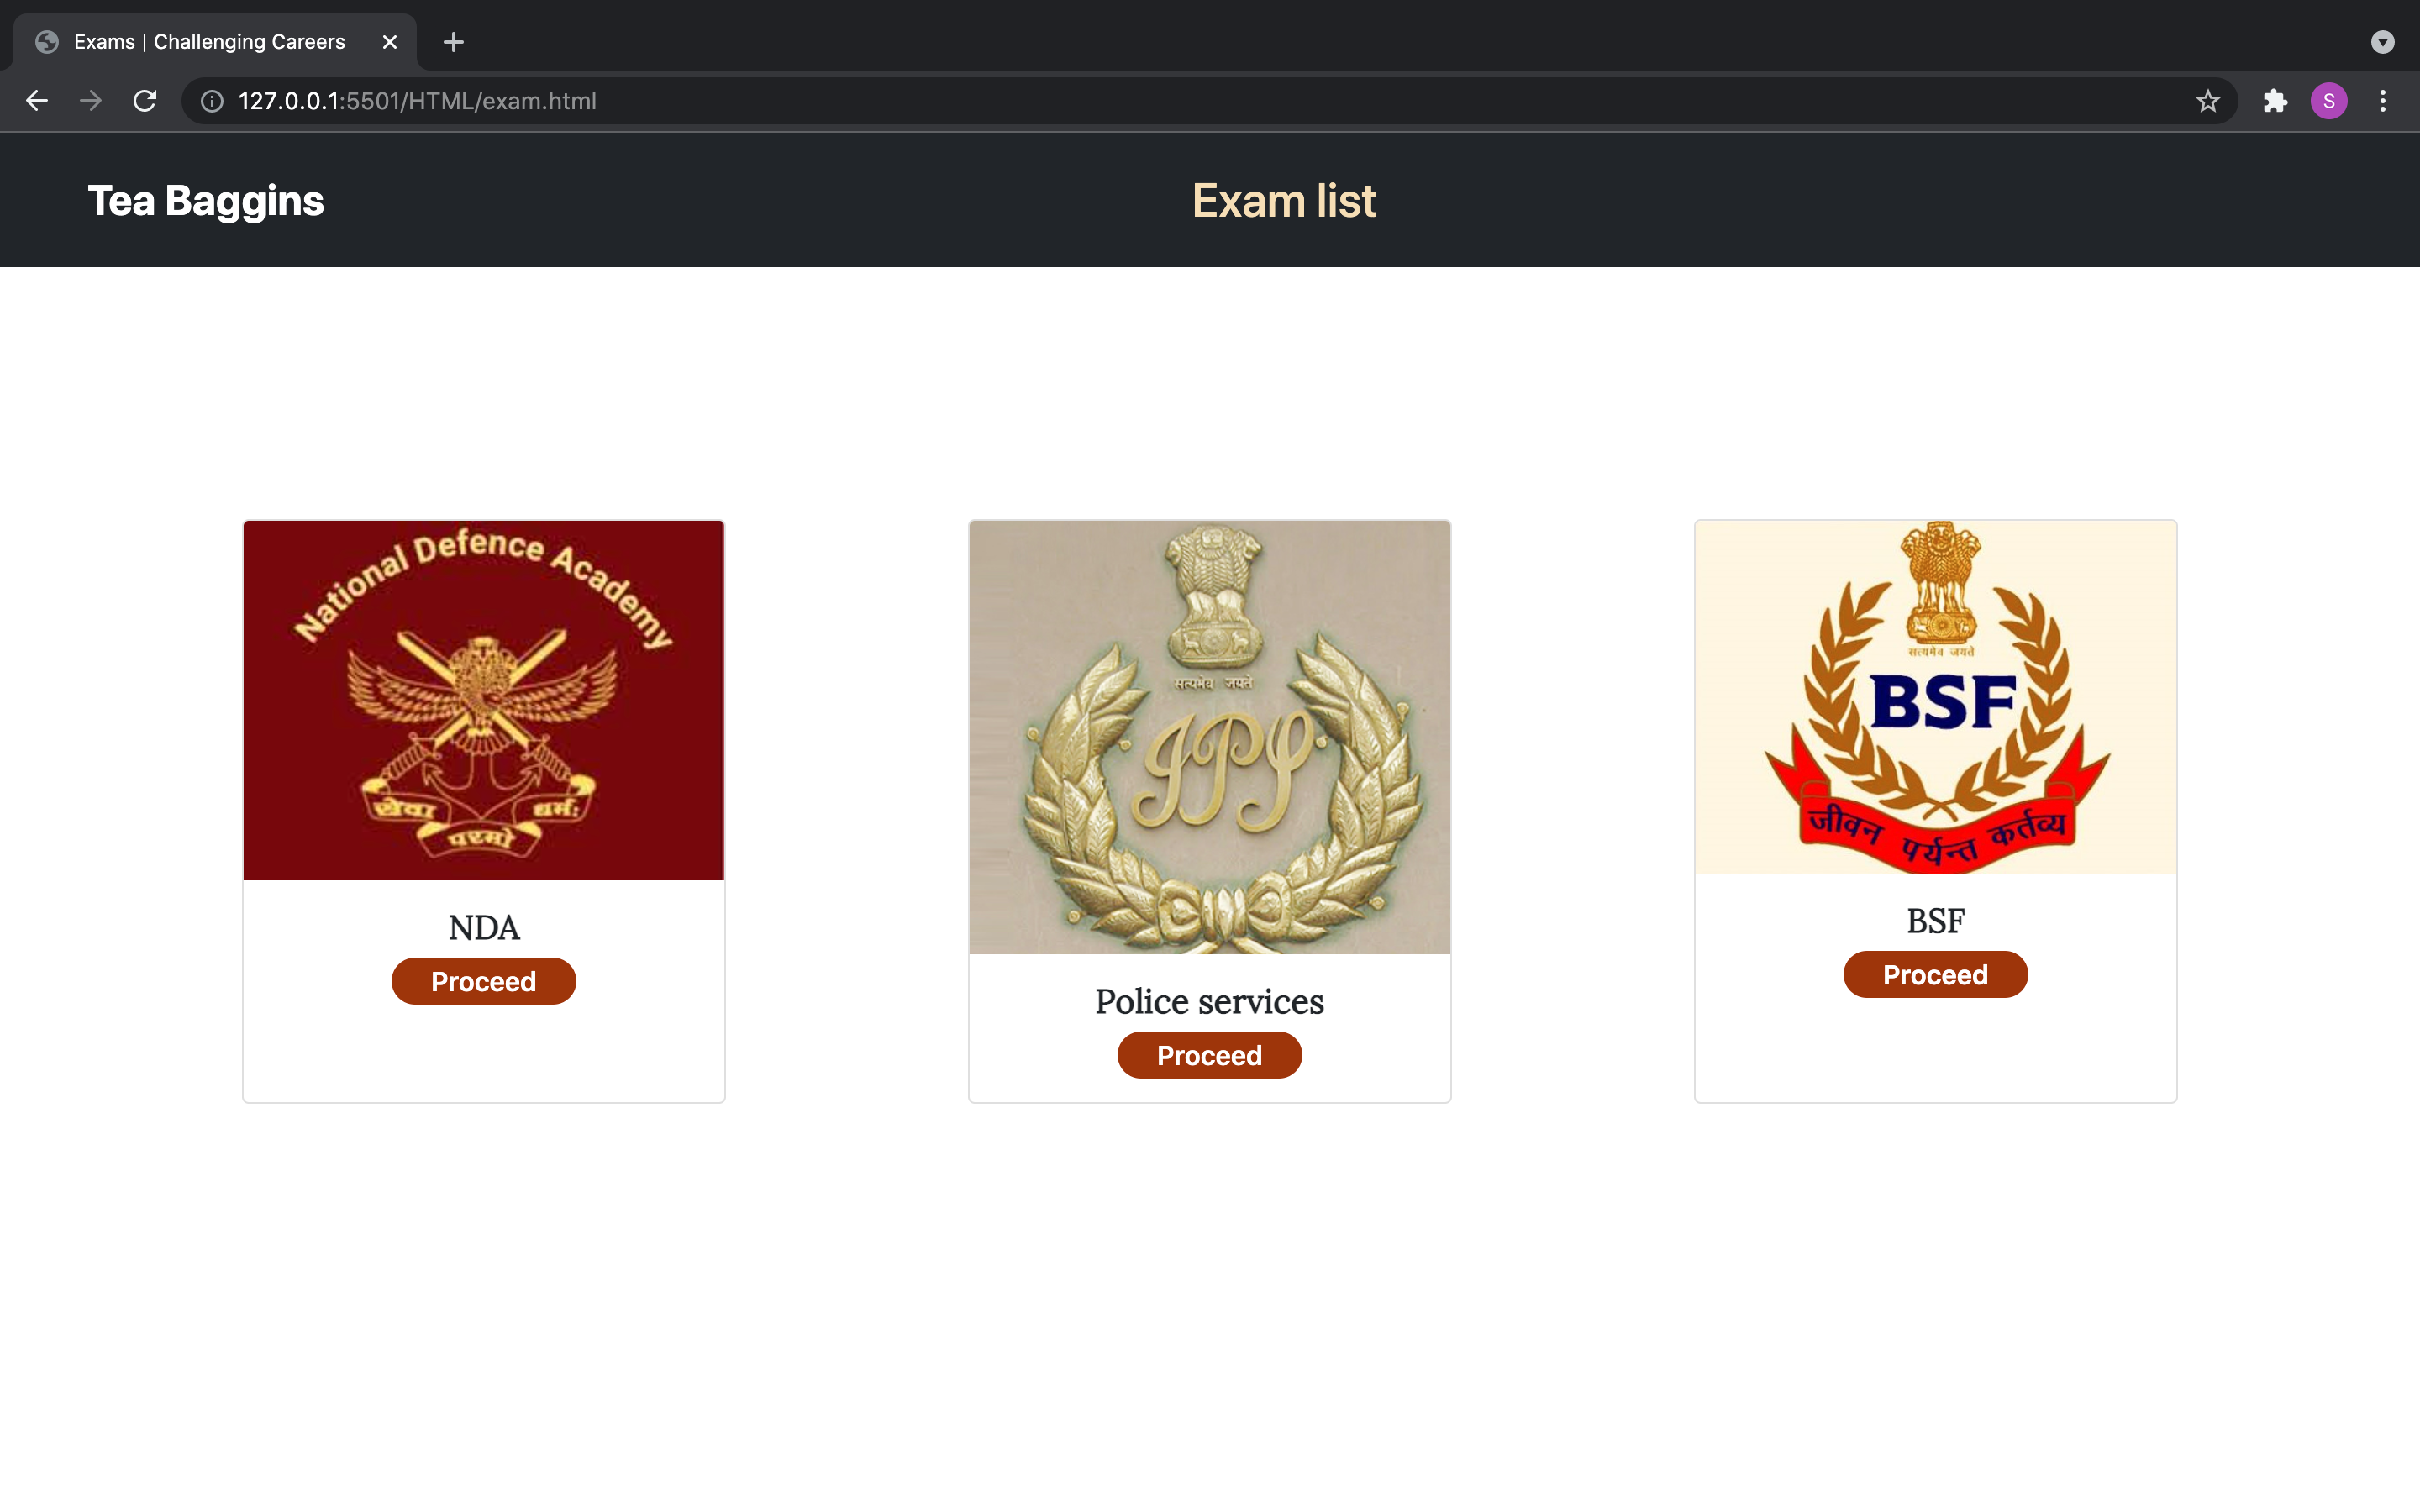 Exams | Challenging Careers
127.0.0.1:5501/HTML/exam.html
S
Tea Baggins
Exam list
National Defence Academy
सेवा परमो धर्मः
NDA
Proceed
सत्यमेव जयते
IPS
Police services
Proceed
सत्यमेव जयते
BSF
जीवन पर्यन्त कर्तव्य
BSF
Proceed